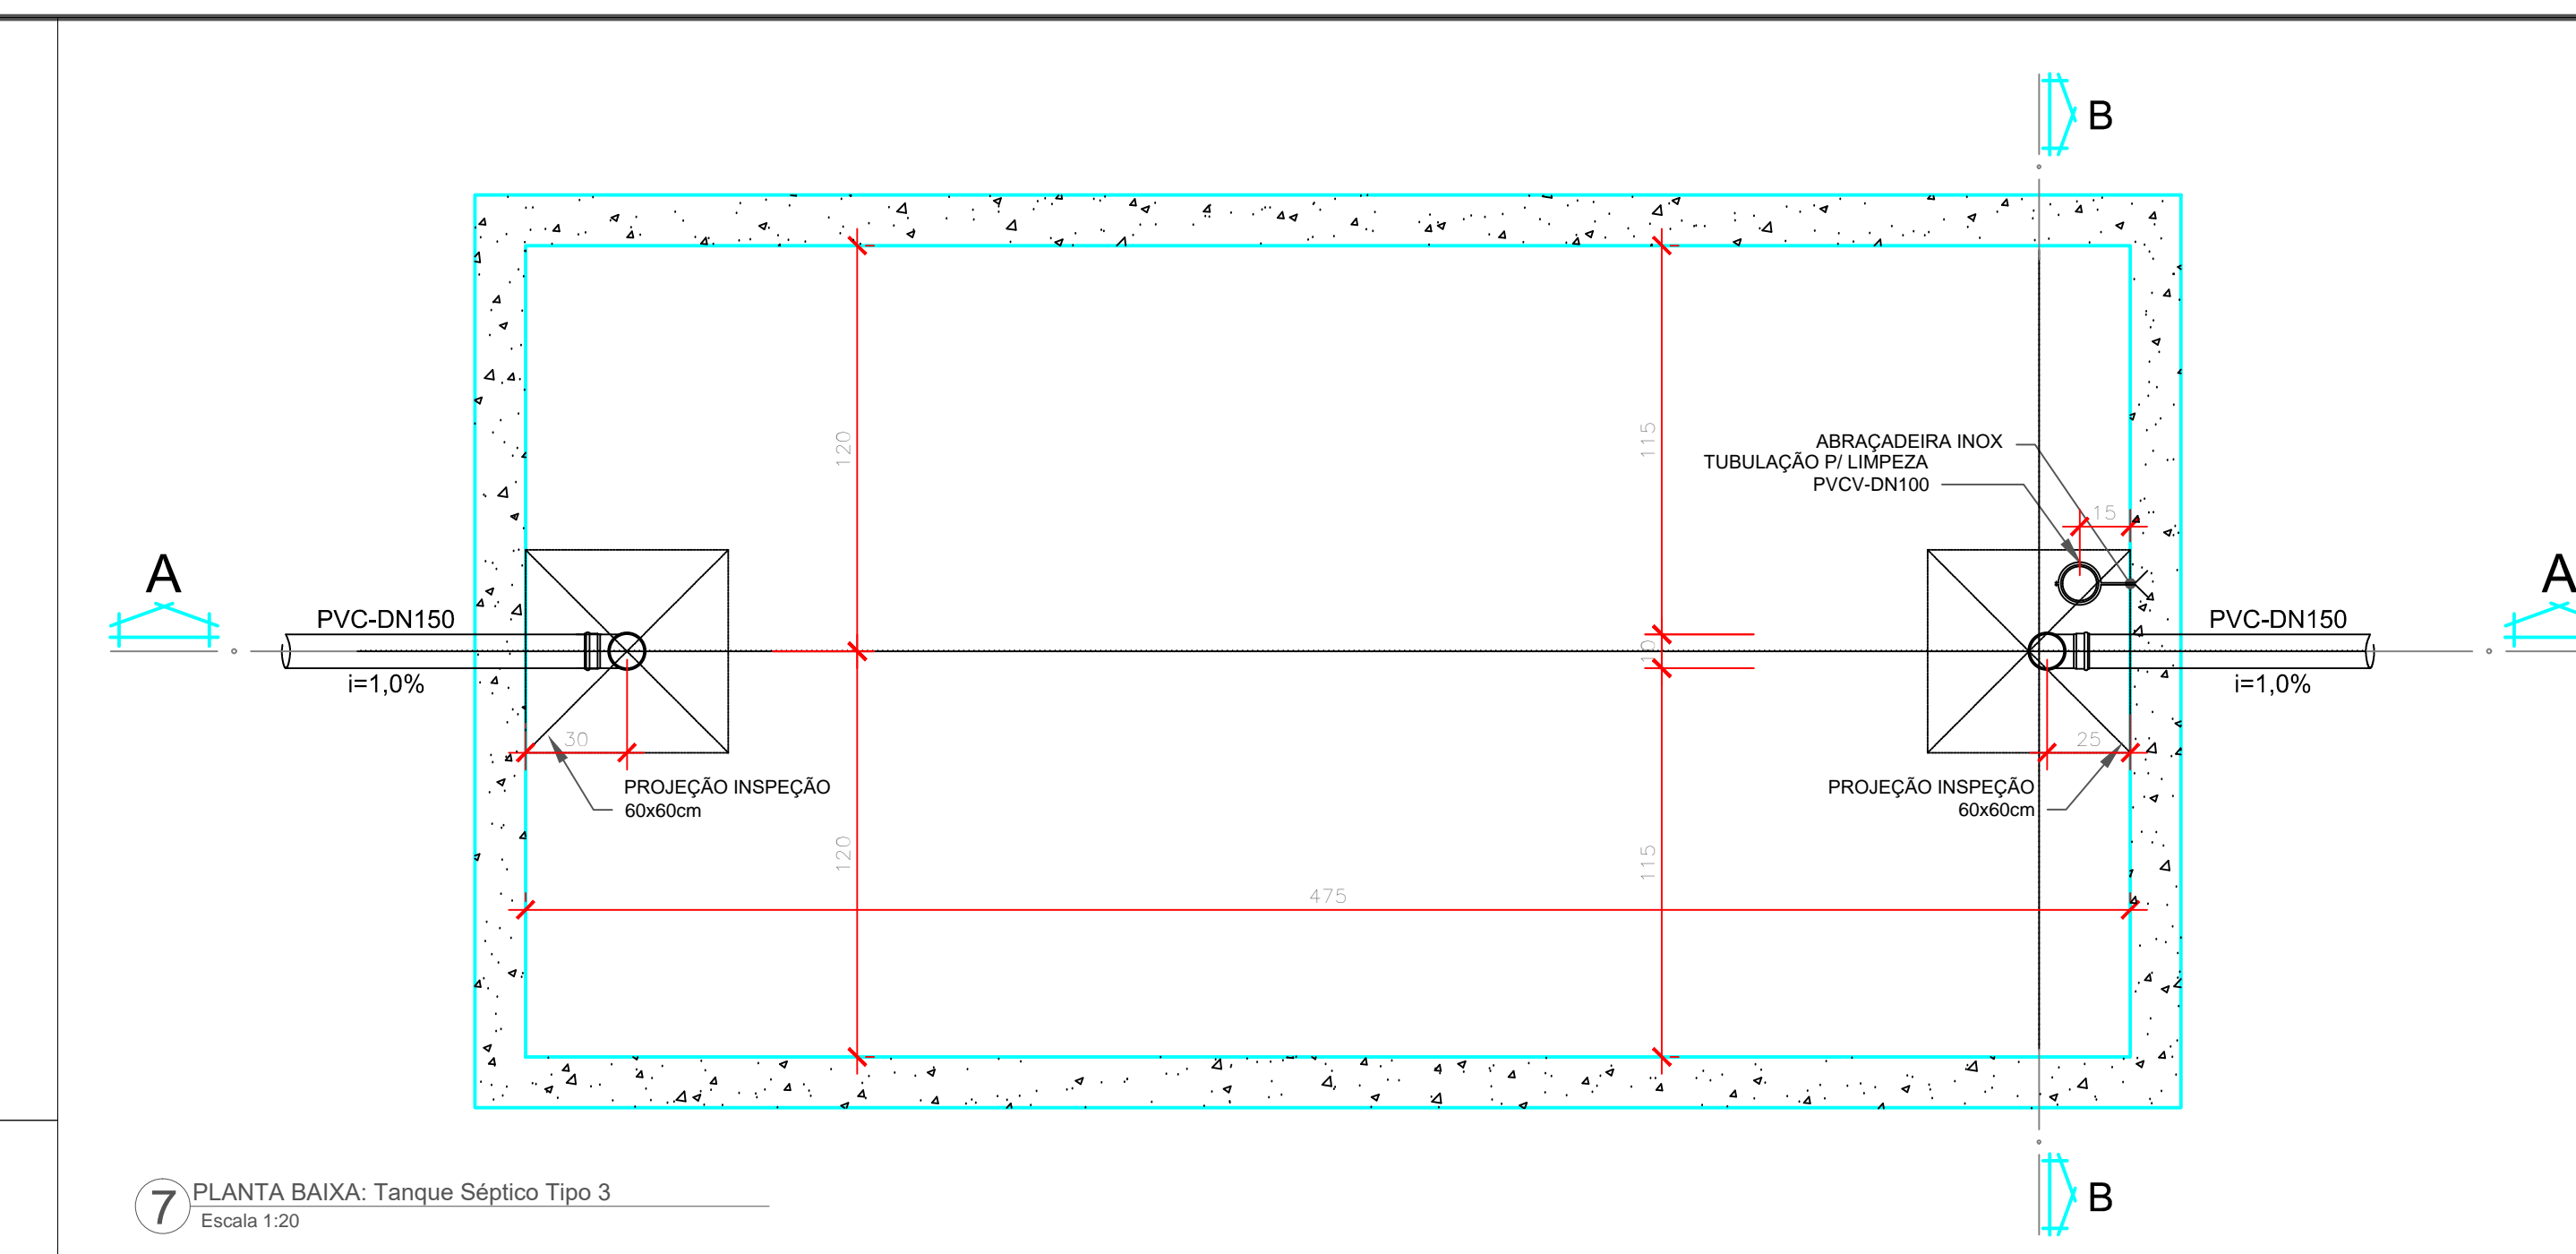 B
120
115
ABRAÇADEIRA INOX
TUBULAÇÃO P/ LIMPEZA
PVCV-DN100
15
A
A
PVC-DN150
PVC-DN150
10
i=1,0%
i=1,0%
30
25
PROJEÇÃO INSPEÇÃO
60x60cm
PROJEÇÃO INSPEÇÃO
60x60cm
120
115
475
7
PLANTA BAIXA: Tanque Séptico Tipo 3
Escala 1:20
B